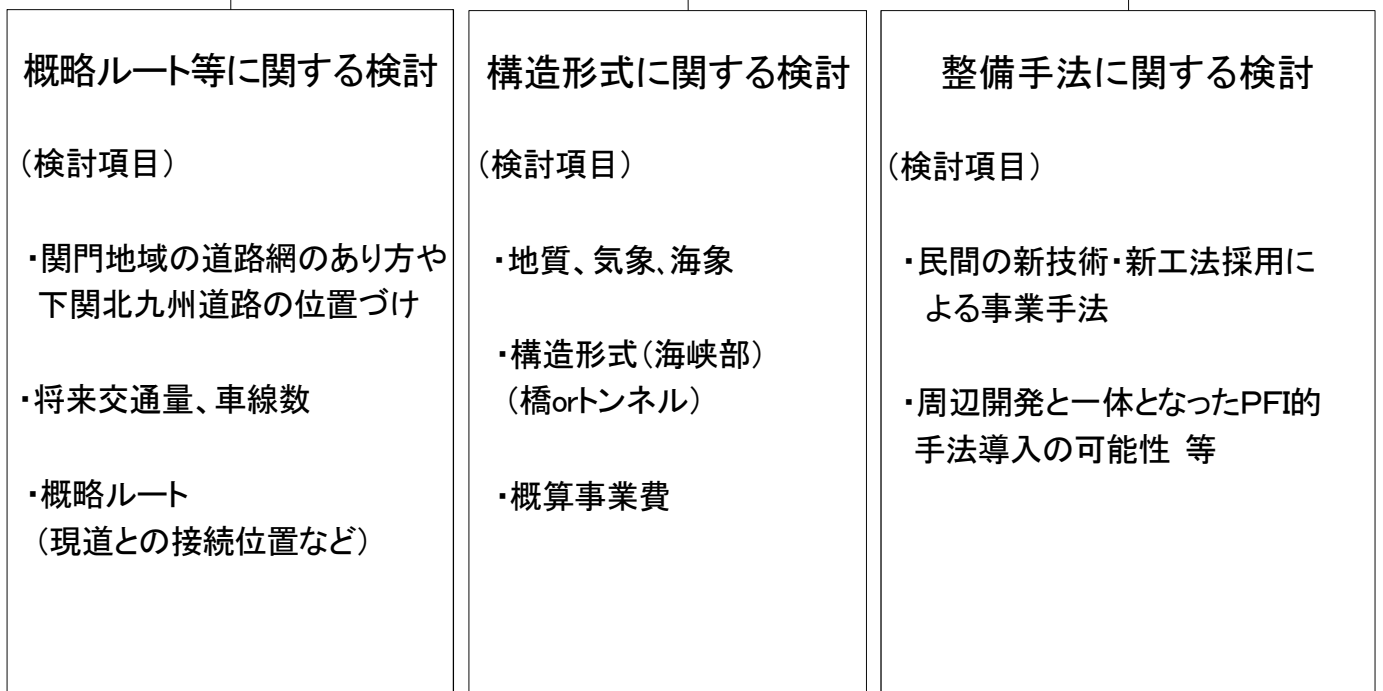 概略ルート等に関する検討
(検討項目)
・関門地域の道路網のあり方や
下関北九州道路の位置づけ
・将来交通量、車線数
・概略ルート
(現道との接続位置など)
構造形式に関する検討
(検討項目)
・地質、気象、海象
・構造形式(海峡部)
(橋orトンネル)
・概算事業費
整備手法に関する検討
(検討項目)
・民間の新技術・新工法採用に
よる事業手法
・周辺開発と一体となったPFI的
手法導入の可能性 等